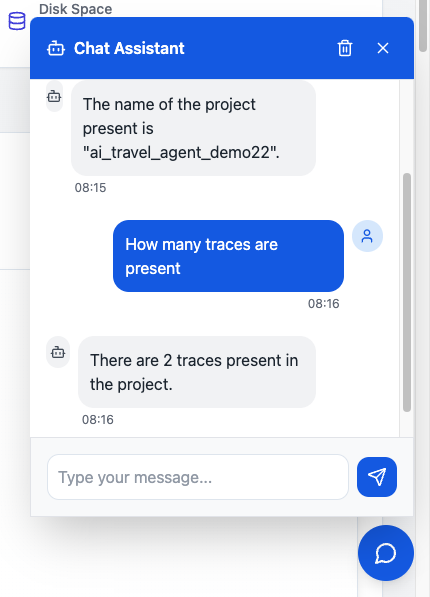 Disk Space
Chat Assistant
The name of the project
present is
"ai_travel_agent_demo22".
08:15
How many traces are
present
08:16
There are 2 traces present in
the project.
08:16
Type your message...